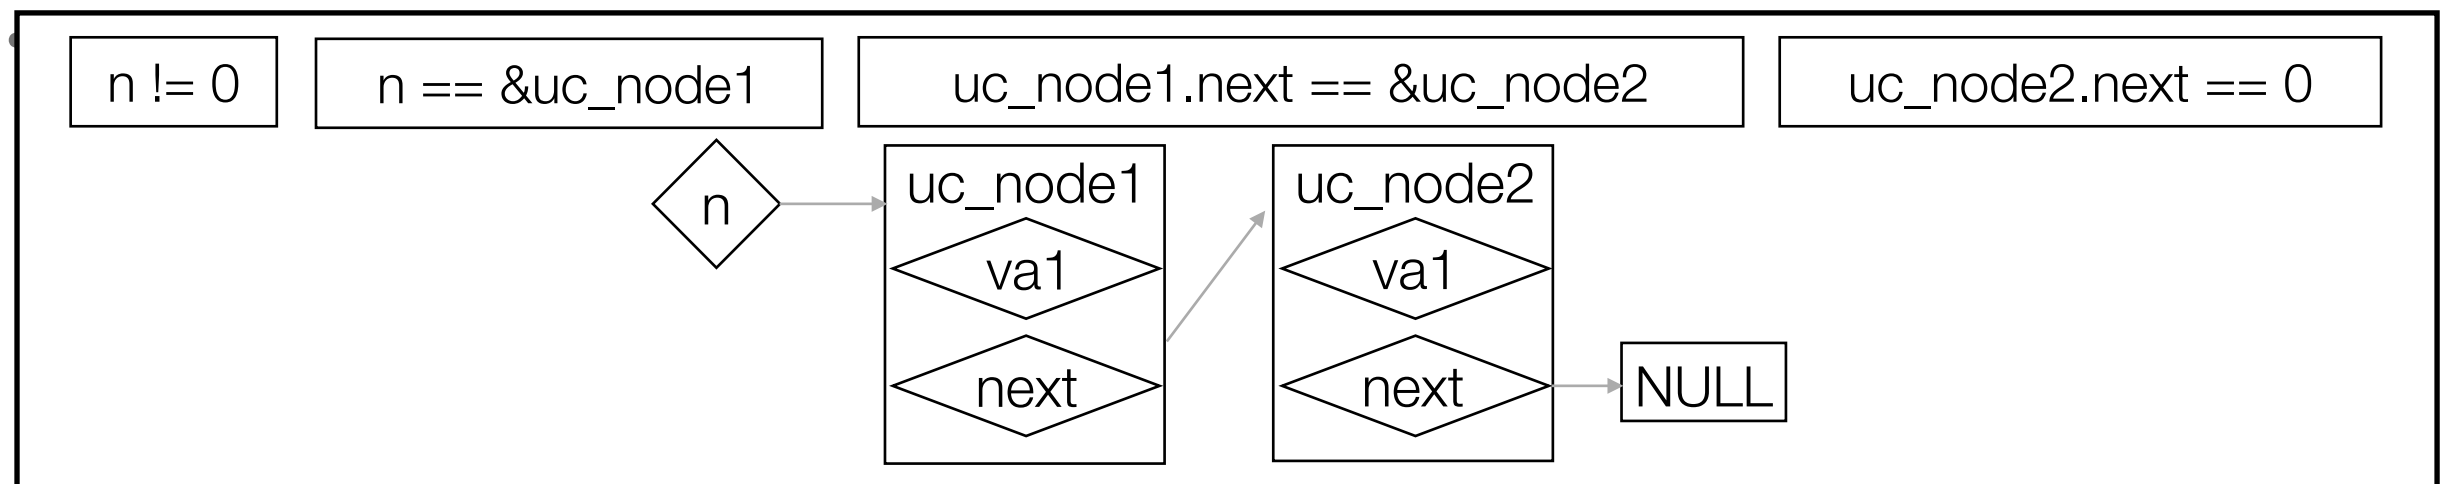 n != 0
n == &uc_node1
uc_node1.next == &uc_node2
uc_node2.next == 0
n
uc_node1
va1
next
uc_node2
va1
next
NULL